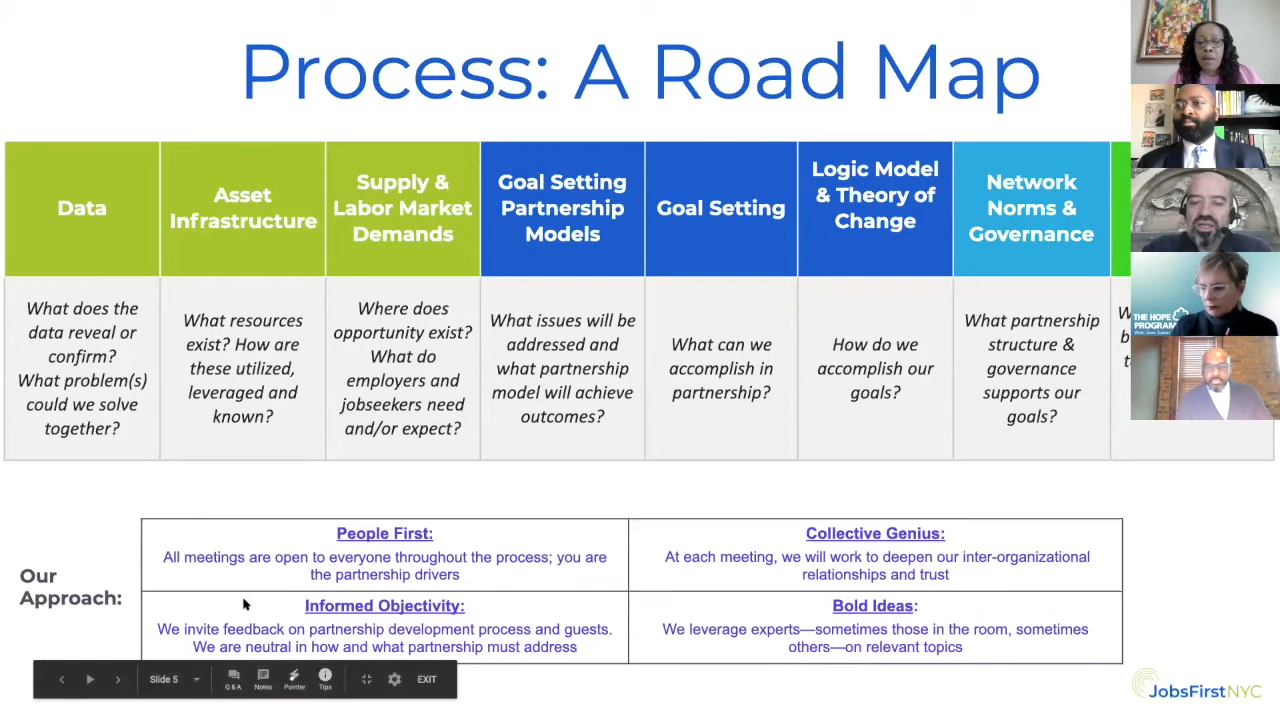 Process: A Road Map
Data
Asset
Infrastructure
Supply &
Labor Market
Demands
Goal Setting
Partnership
Models
Goal Setting
Logic Model
& Theory of
Change
Network
Norms &
Governance
What does the
data reveal or
confirm?
What problem(s)
could we solve
together?
What resources
exist? How are
these utilized,
leveraged and
known?
Where does
opportunity exist?
What do
employers and
jobseekers need
and/or expect?
What issues will be
addressed and
what partnership
model will achieve
outcomes?
What can we
accomplish in
partnership?
How do we
accomplish our
goals?
What partnership
structure &
governance
supports our
goals?
THE HOPE
PROGRAM
Our
Approach:
People First:
All meetings are open to everyone throughout the process; you are
the partnership drivers
Collective Genius:
At each meeting, we will work to deepen our inter-organizational
relationships and trust
Informed Objectivity:
We invite feedback on partnership development process and guests.
We are neutral in how and what partnership must address
Bold Ideas:
We leverage experts—sometimes those in the room, sometimes
others—on relevant topics
Slide 5
Q & A
Notes
Pointer
Tips
EXIT
JobsFirstNYC